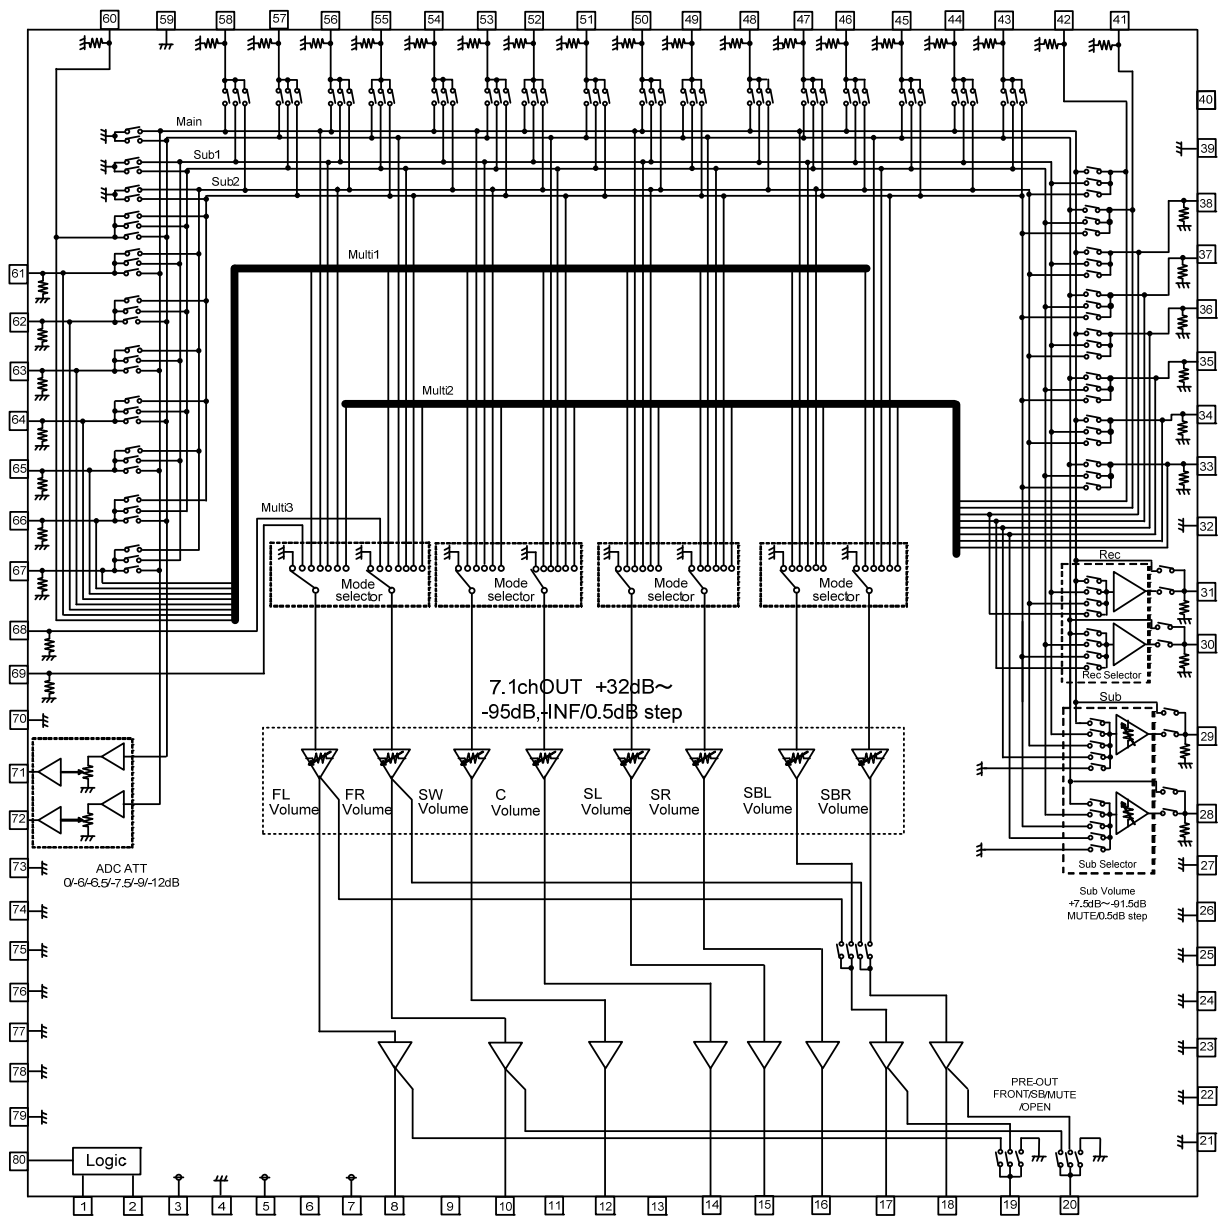 60 59 58 57 56 55 54 53 52 51 50 49 48 47 46 45 44 43 42 41
40
Main
39
Sub1
Sub2
38
Multi1
37
61
36
62
35
63
Multi2
34
64
33
65
Multi3
66
32
Rec
67
Mode
selector
Mode
selector
Mode
selector
Mode
selector
31
68
30
Rec Selector
69
7.1chOUT +32dB～
-95dB,-INF/0.5dB step
Sub
70
29
71
FL
Volume
FR
Volume
SW
Volume
C
Volume
SL
Volume
SR
Volume
SBL
Volume
SBR
Volume
28
72
Sub Selector
27
73
ADC ATT
0/-6/-6.5/-7.5/-9/-12dB
Sub Volume
+7.5dB～-91.5dB
MUTE/0.5dB step
74
26
75
25
76
24
77
23
78
PRE-OUT
FRONT/SB/MUTE
/OPEN
22
79
21
80
Logic
1 2 3 4 5 6 7 8 9 10 11 12 13 14 15 16 17 18 19 20